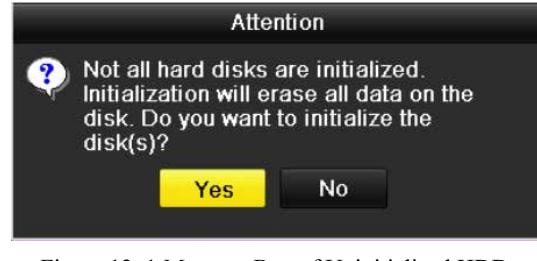 Attention
Not all hard disks are initialized.
Initialization will erase all data on the
disk. Do you want to initialize the
disk(s)?
Yes
No